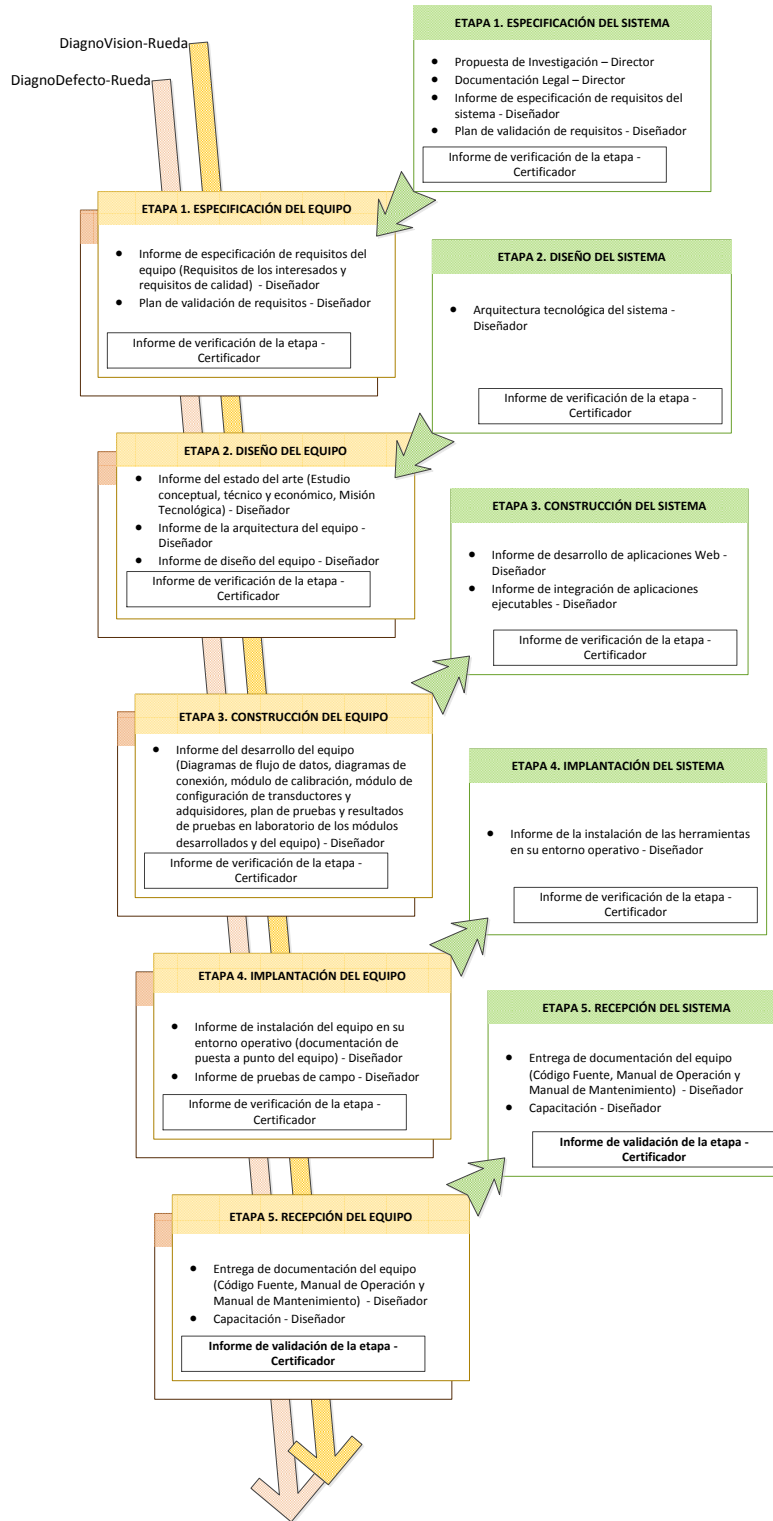 DiagnoVision-Rueda
DiagnoDefecto-Rueda
ETAPA 1. ESPECIFICACIÓN DEL SISTEMA
• Propuesta de Investigación – Director
• Documentación Legal – Director
• Informe de especificación de requisitos del
sistema - Diseñador
• Plan de validación de requisitos - Diseñador
Informe de verificación de la etapa -
Certificador
ETAPA 1. ESPECIFICACIÓN DEL EQUIPO
• Informe de especificación de requisitos del
equipo (Requisitos de los interesados y
requisitos de calidad) - Diseñador
• Plan de validación de requisitos - Diseñador
Informe de verificación de la etapa -
Certificador
ETAPA 2. DISEÑO DEL SISTEMA
• Arquitectura tecnológica del sistema -
Diseñador
Informe de verificación de la etapa -
Certificador
ETAPA 2. DISEÑO DEL EQUIPO
• Informe del estado del arte (Estudio
conceptual, técnico y económico, Misión
Tecnológica) - Diseñador
• Informe de la arquitectura del equipo -
Diseñador
• Informe de diseño del equipo - Diseñador
Informe de verificación de la etapa -
Certificador
ETAPA 3. CONSTRUCCIÓN DEL SISTEMA
• Informe de desarrollo de aplicaciones Web -
Diseñador
• Informe de integración de aplicaciones
ejecutables - Diseñador
Informe de verificación de la etapa -
Certificador
ETAPA 3. CONSTRUCCIÓN DEL EQUIPO
• Informe del desarrollo del equipo
(Diagramas de flujo de datos, diagramas de
conexión, módulo de calibración, módulo de
configuración de transductores y
adquisidores, plan de pruebas y resultados
de pruebas en laboratorio de los módulos
desarrollados y del equipo) - Diseñador
Informe de verificación de la etapa -
Certificador
ETAPA 4. IMPLANTACIÓN DEL SISTEMA
• Informe de la instalación de las herramientas
en su entorno operativo - Diseñador
Informe de verificación de la etapa -
Certificador
ETAPA 4. IMPLANTACIÓN DEL EQUIPO
• Informe de instalación del equipo en su
entorno operativo (documentación de
puesta a punto del equipo) - Diseñador
• Informe de pruebas de campo - Diseñador
Informe de verificación de la etapa -
Certificador
ETAPA 5. RECEPCIÓN DEL SISTEMA
• Entrega de documentación del equipo
(Código Fuente, Manual de Operación y
Manual de Mantenimiento) - Diseñador
• Capacitación - Diseñador
Informe de validación de la etapa -
Certificador
ETAPA 5. RECEPCIÓN DEL EQUIPO
• Entrega de documentación del equipo
(Código Fuente, Manual de Operación y
Manual de Mantenimiento) - Diseñador
• Capacitación - Diseñador
Informe de validación de la etapa -
Certificador